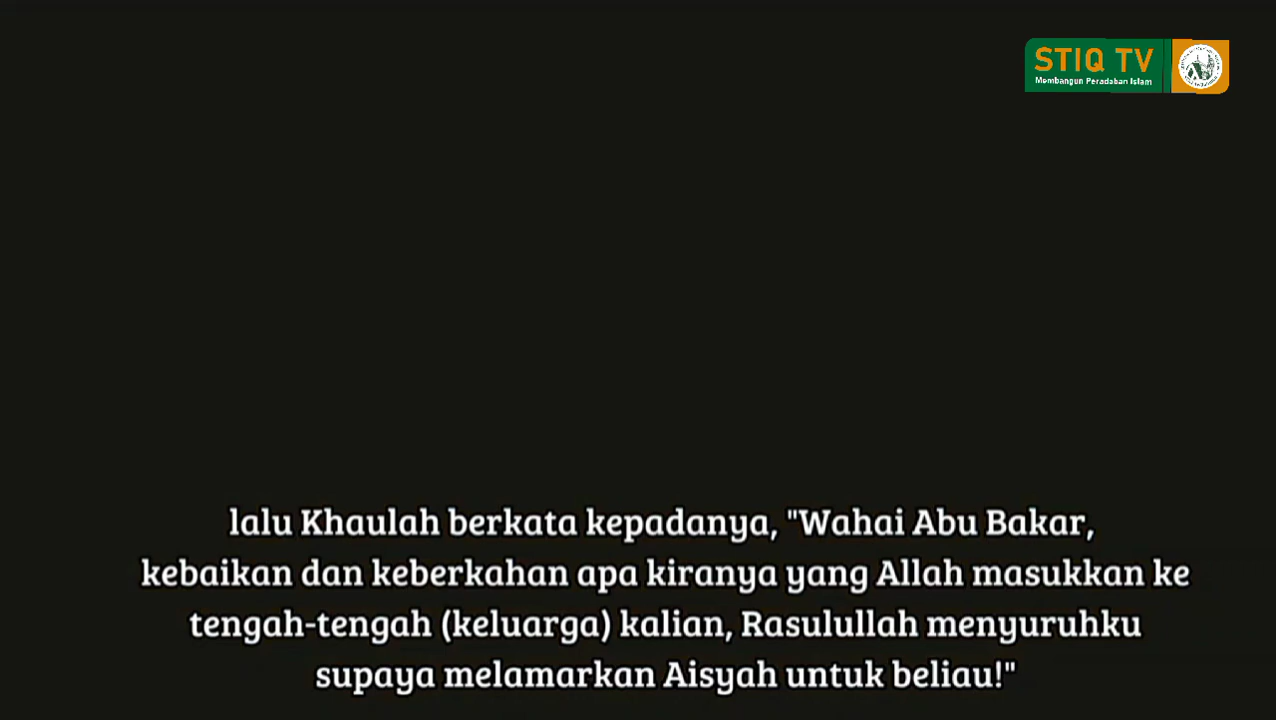 STIQ TV
Membangun Peradaban Islam
lalu Khaulah berkata kepadanya, "Wahai Abu Bakar,
kebaikan dan keberkahan apa kiranya yang Allah masukkan ke
tengah-tengah (keluarga) kalian, Rasulullah menyuruhku
supaya melamarkan Aisyah untuk beliau!"